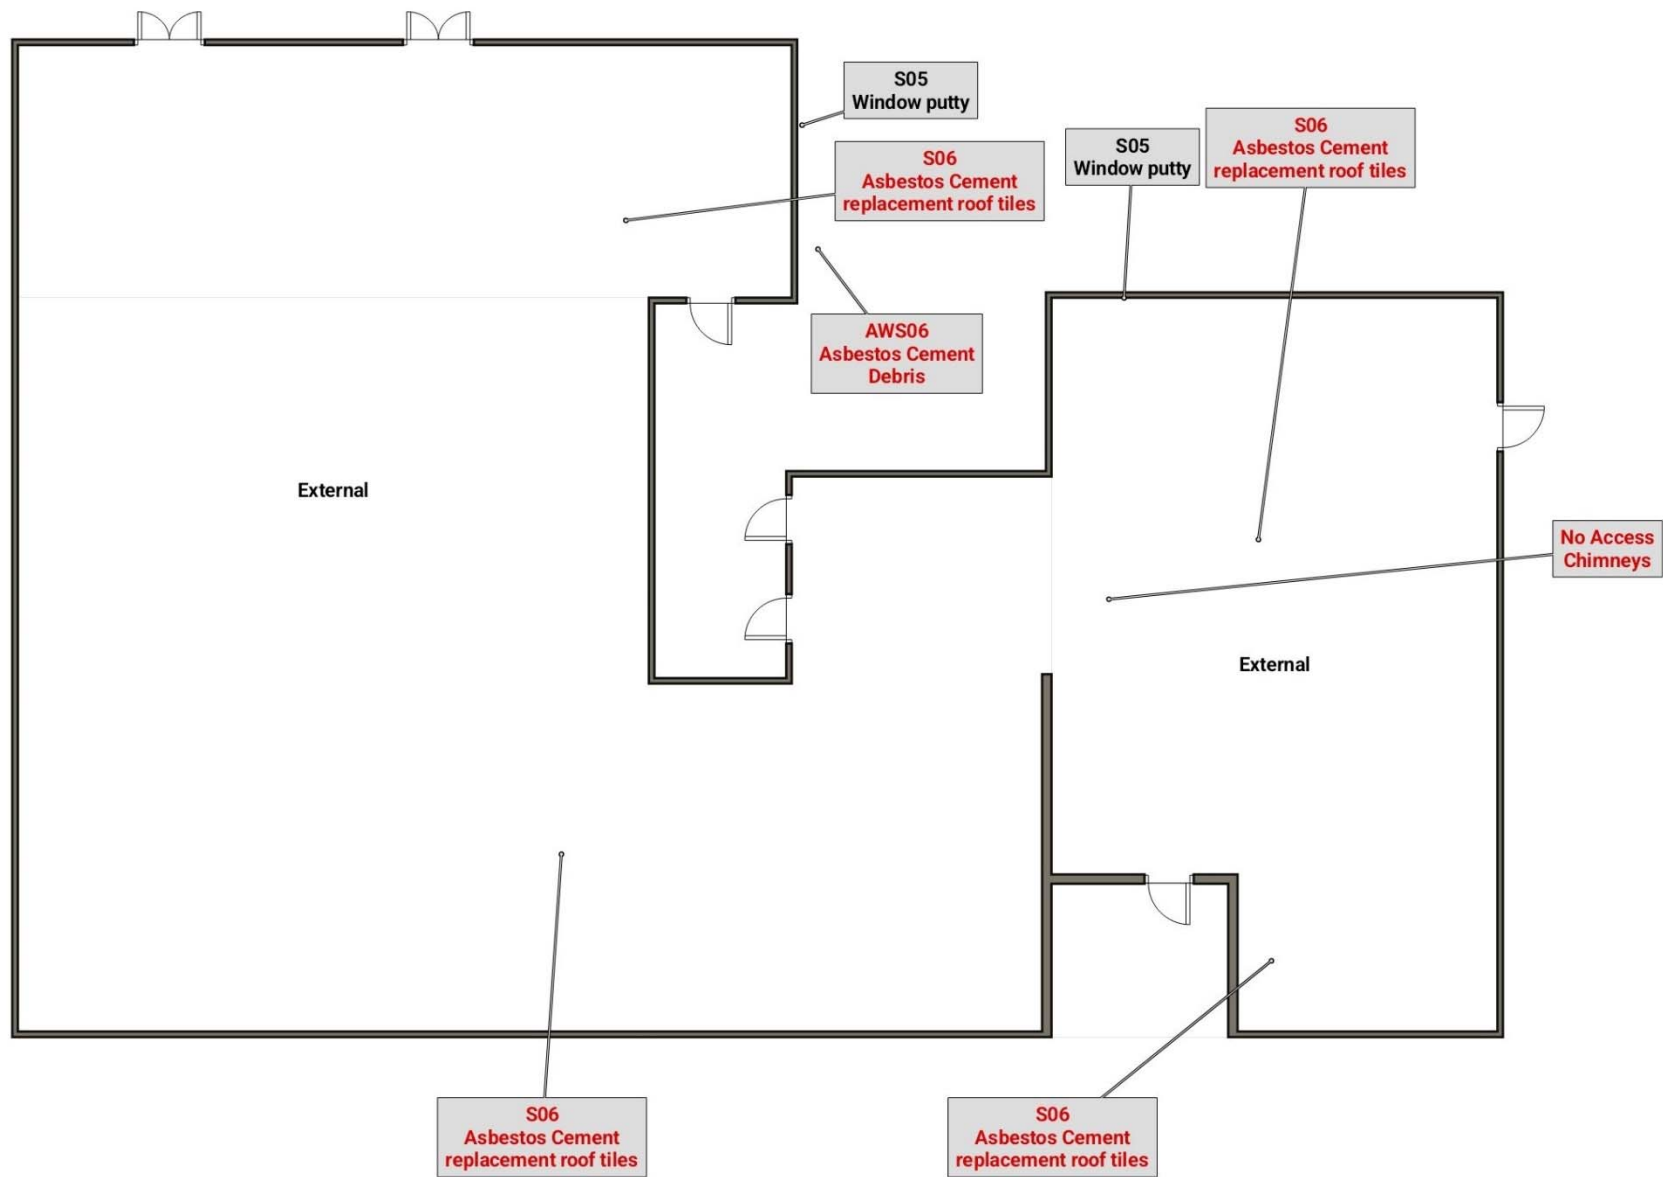 S05
Window putty
S06
Asbestos Cement
replacement roof tiles
S05
Window putty
S06
Asbestos Cement
replacement roof tiles
AWS06
Asbestos Cement
Debris
External
No Access
Chimneys
External
S06
Asbestos Cement
replacement roof tiles
S06
Asbestos Cement
replacement roof tiles